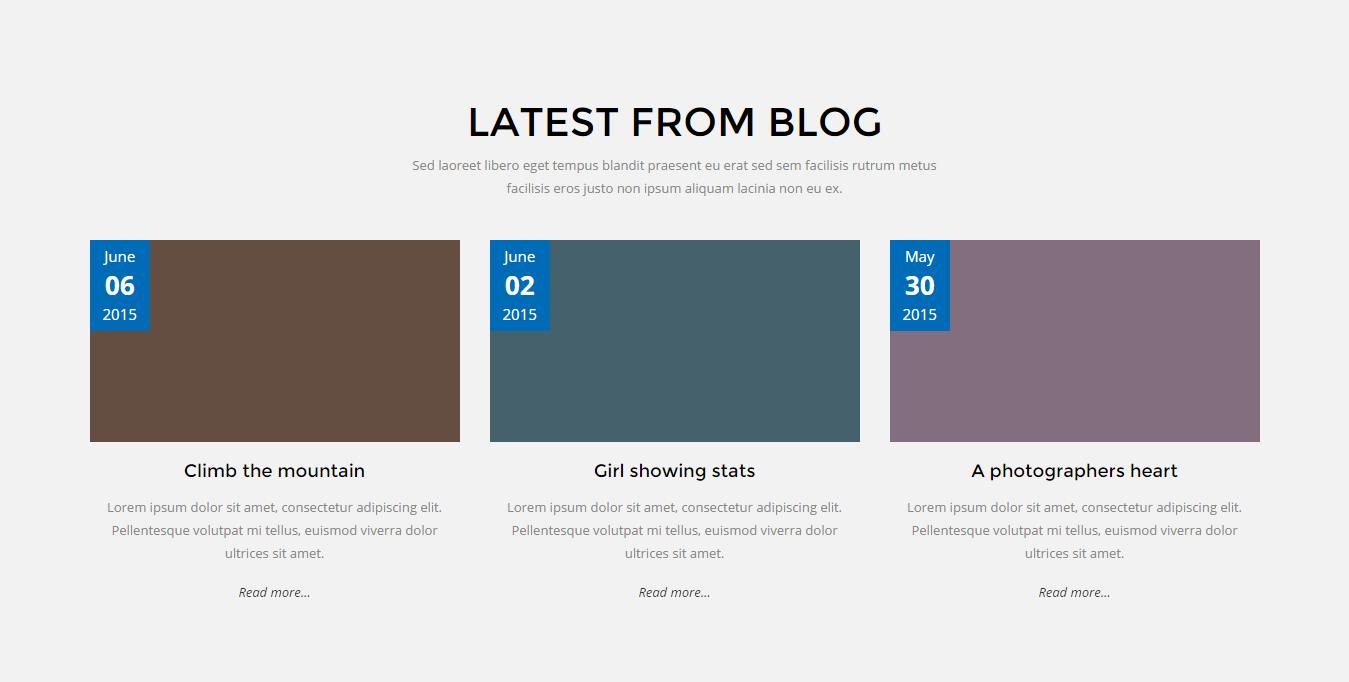 LATEST FROM BLOG
Sed laoreet libero eget tempus blandit praesent eu erat sed sem facilisis rutrum metus
facilisis eros justo non ipsum aliquam lacinia non eu ex.
June
06
2015
Climb the mountain
Lorem ipsum dolor sit amet, consectetur adipiscing elit.
Pellentesque volutpat mi tellus, euismod viverra dolor
ultrices sit amet.
Read more...
June
02
2015
Girl showing stats
Lorem ipsum dolor sit amet, consectetur adipiscing elit.
Pellentesque volutpat mi tellus, euismod viverra dolor
ultrices sit amet.
Read more...
May
30
2015
A photographers heart
Lorem ipsum dolor sit amet, consectetur adipiscing elit.
Pellentesque volutpat mi tellus, euismod viverra dolor
ultrices sit amet.
Read more...